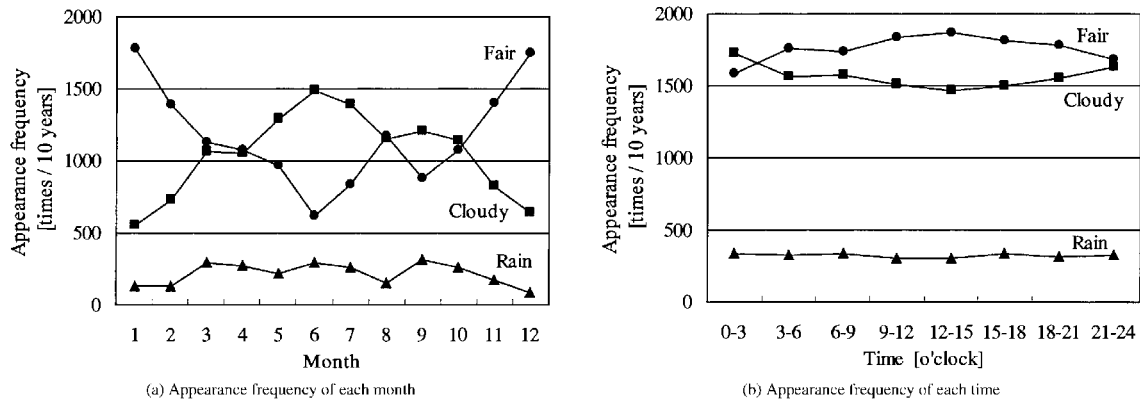 2000
1500
1000
500
0
Appearance frequency
[times / 10 years]
Fair
Cloudy
Rain
1 2 3 4 5 6 7 8 9 10 11 12
Month
(a) Appearance frequency of each month
2000
1500
1000
500
0
Appearance frequency
[times / 10 years]
Fair
Cloudy
Rain
0-3 3-6 6-9 9-12 12-15 15-18 18-21 21-24
Time [o'clock]
(b) Appearance frequency of each time